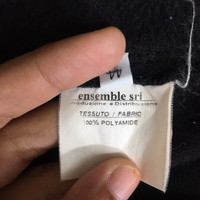 44
ensemble srl
Produzione e Distribuzione
TESSUTO / FABRIC
100% POLYAMIDE